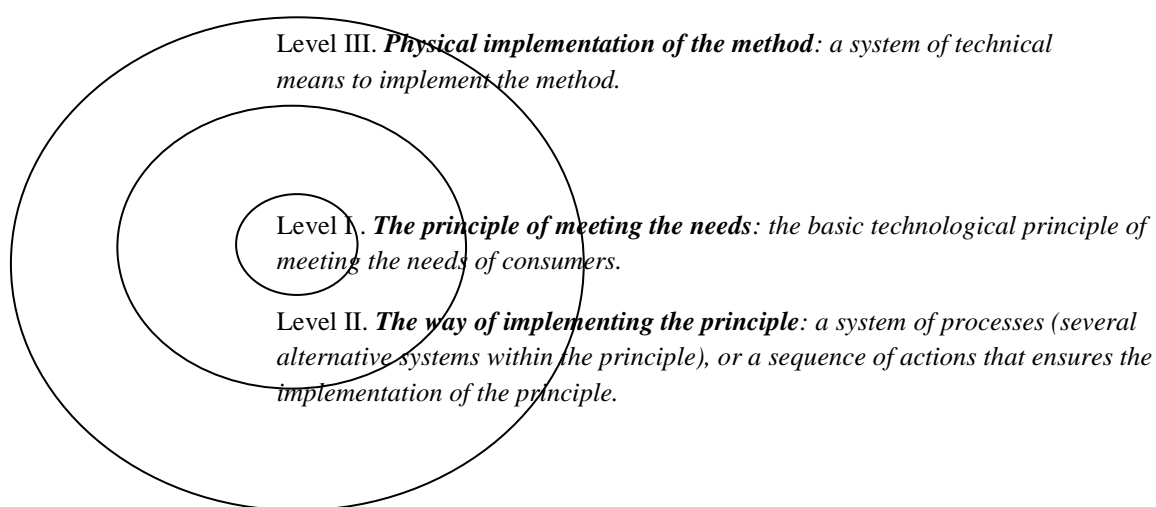 Level III. Physical implementation of the method: a system of technical
means to implement the method.
Level I . The principle of meeting the needs: the basic technological principle of
meeting the needs of consumers.
Level II. The way of implementing the principle: a system of processes (several
alternative systems within the principle), or a sequence of actions that ensures the
implementation of the principle.